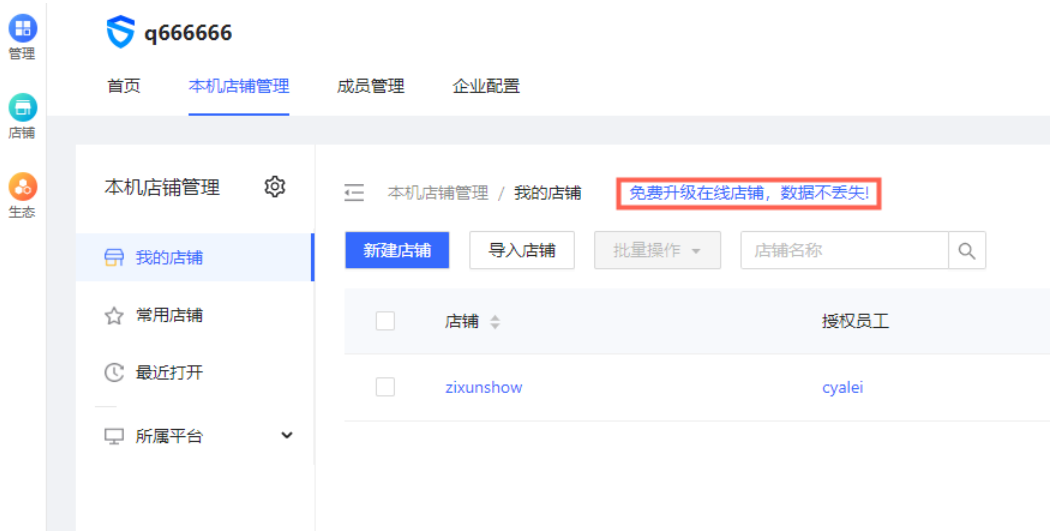 q666666
管理
首页 本机店铺管理 成员管理 企业配置
店铺
生态
本机店铺管理
本机店铺管理 / 我的店铺 免费升级在线店铺，数据不丢失!
新建店铺 导入店铺 批量操作 店铺名称
我的店铺
常用店铺
店铺 授权员工
最近打开
zixunshow cyalei
所属平台